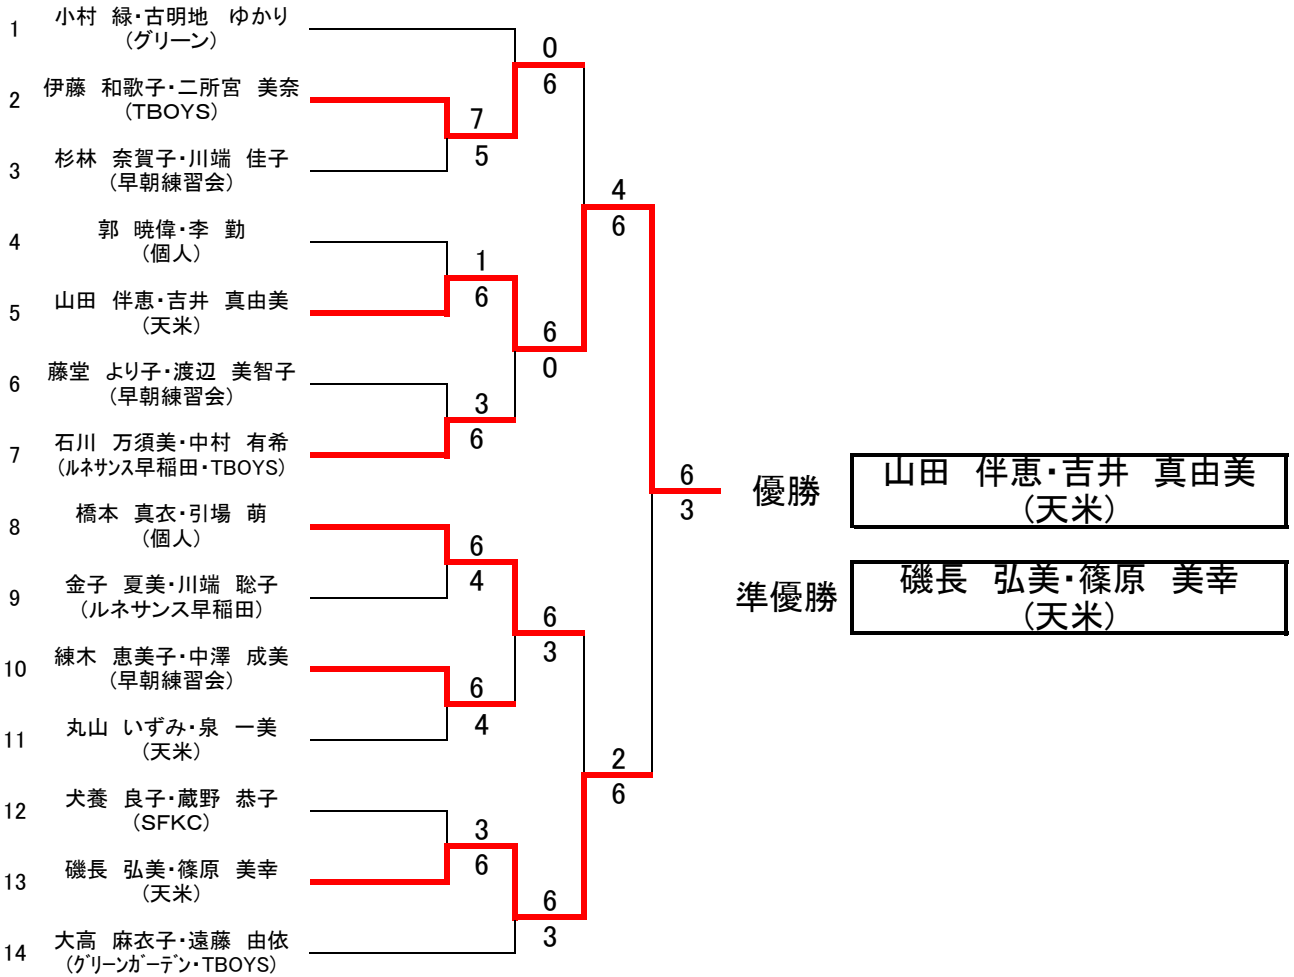 1 小村 緑・古明地 ゆかり
(グリーン)
0
6
2 伊藤 和歌子・二所宮 美奈
(TBOYS)
7
5
3 杉林 奈賀子・川端 佳子
(早朝練習会)
4
6
4 郭 暁偉・李 勤
(個人)
1
6
5 山田 伴恵・吉井 真由美
(天米)
6
0
6 藤堂 より子・渡辺 美智子
(早朝練習会)
3
6
7 石川 万須美・中村 有希
(ルネサンス早稲田・TBOYS)
6
3
優勝 山田 伴恵・吉井 真由美
(天米)
8 橋本 真衣・引場 萌
(個人)
6
4
9 金子 夏美・川端 聡子
(ルネサンス早稲田)
準優勝 磯長 弘美・篠原 美幸
(天米)
6
3
10 練木 恵美子・中澤 成美
(早朝練習会)
6
4
11 丸山 いずみ・泉 一美
(天米)
2
6
12 犬養 良子・蔵野 恭子
(SFKC)
3
6
13 磯長 弘美・篠原 美幸
(天米)
6
3
14 大高 麻衣子・遠藤 由依
(グリーンガーデン・TBOYS)